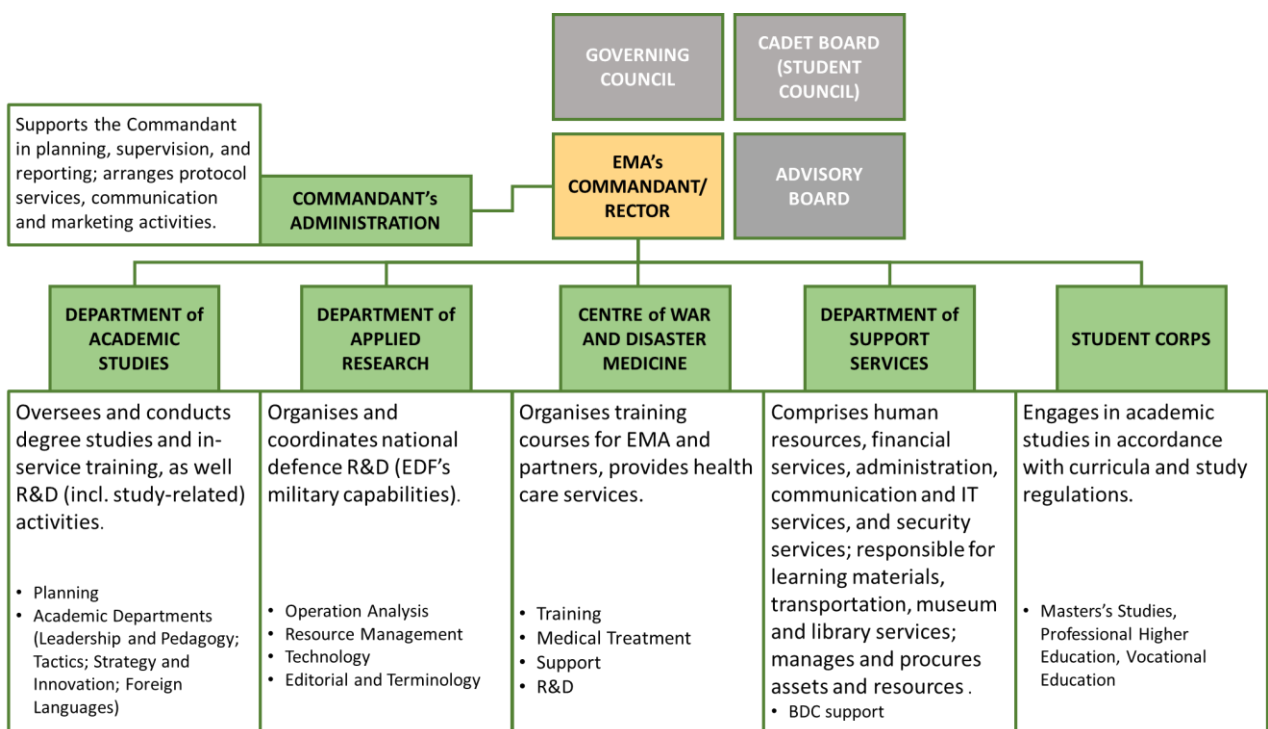 GOVERNING
COUNCIL
CADET BOARD
(STUDENT
COUNCIL)
Supports the Commandant
in planning, supervision, and
reporting; arranges protocol
services, communication
and marketing activities.
COMMANDANT's
ADMINISTRATION
EMA's
COMMANDANT/
RECTOR
ADVISORY
BOARD
DEPARTMENT of
ACADEMIC
STUDIES
DEPARTMENT of
APPLIED
RESEARCH
CENTRE of WAR
AND DISASTER
MEDICINE
DEPARTMENT of
SUPPORT
SERVICES
STUDENT CORPS
Oversees and conducts
degree studies and in-
service training, as well
R&D (incl. study-related)
activities.
• Planning
• Academic Departments
(Leadership and Pedagogy;
Tactics; Strategy and
Innovation; Foreign
Languages)
Organises and
coordinates national
defence R&D (EDF's
military capabilities).
• Operation Analysis
• Resource Management
• Technology
• Editorial and Terminology
Organises training
courses for EMA and
partners, provides health
care services.
• Training
• Medical Treatment
• Support
• R&D
Comprises human
resources, financial
services, administration,
communication and IT
services, and security
services; responsible for
learning materials,
transportation, museum
and library services;
manages and procures
assets and resources .
• BDC support
Engages in academic
studies in accordance
with curricula and study
regulations.
• Masters's Studies,
Professional Higher
Education, Vocational
Education